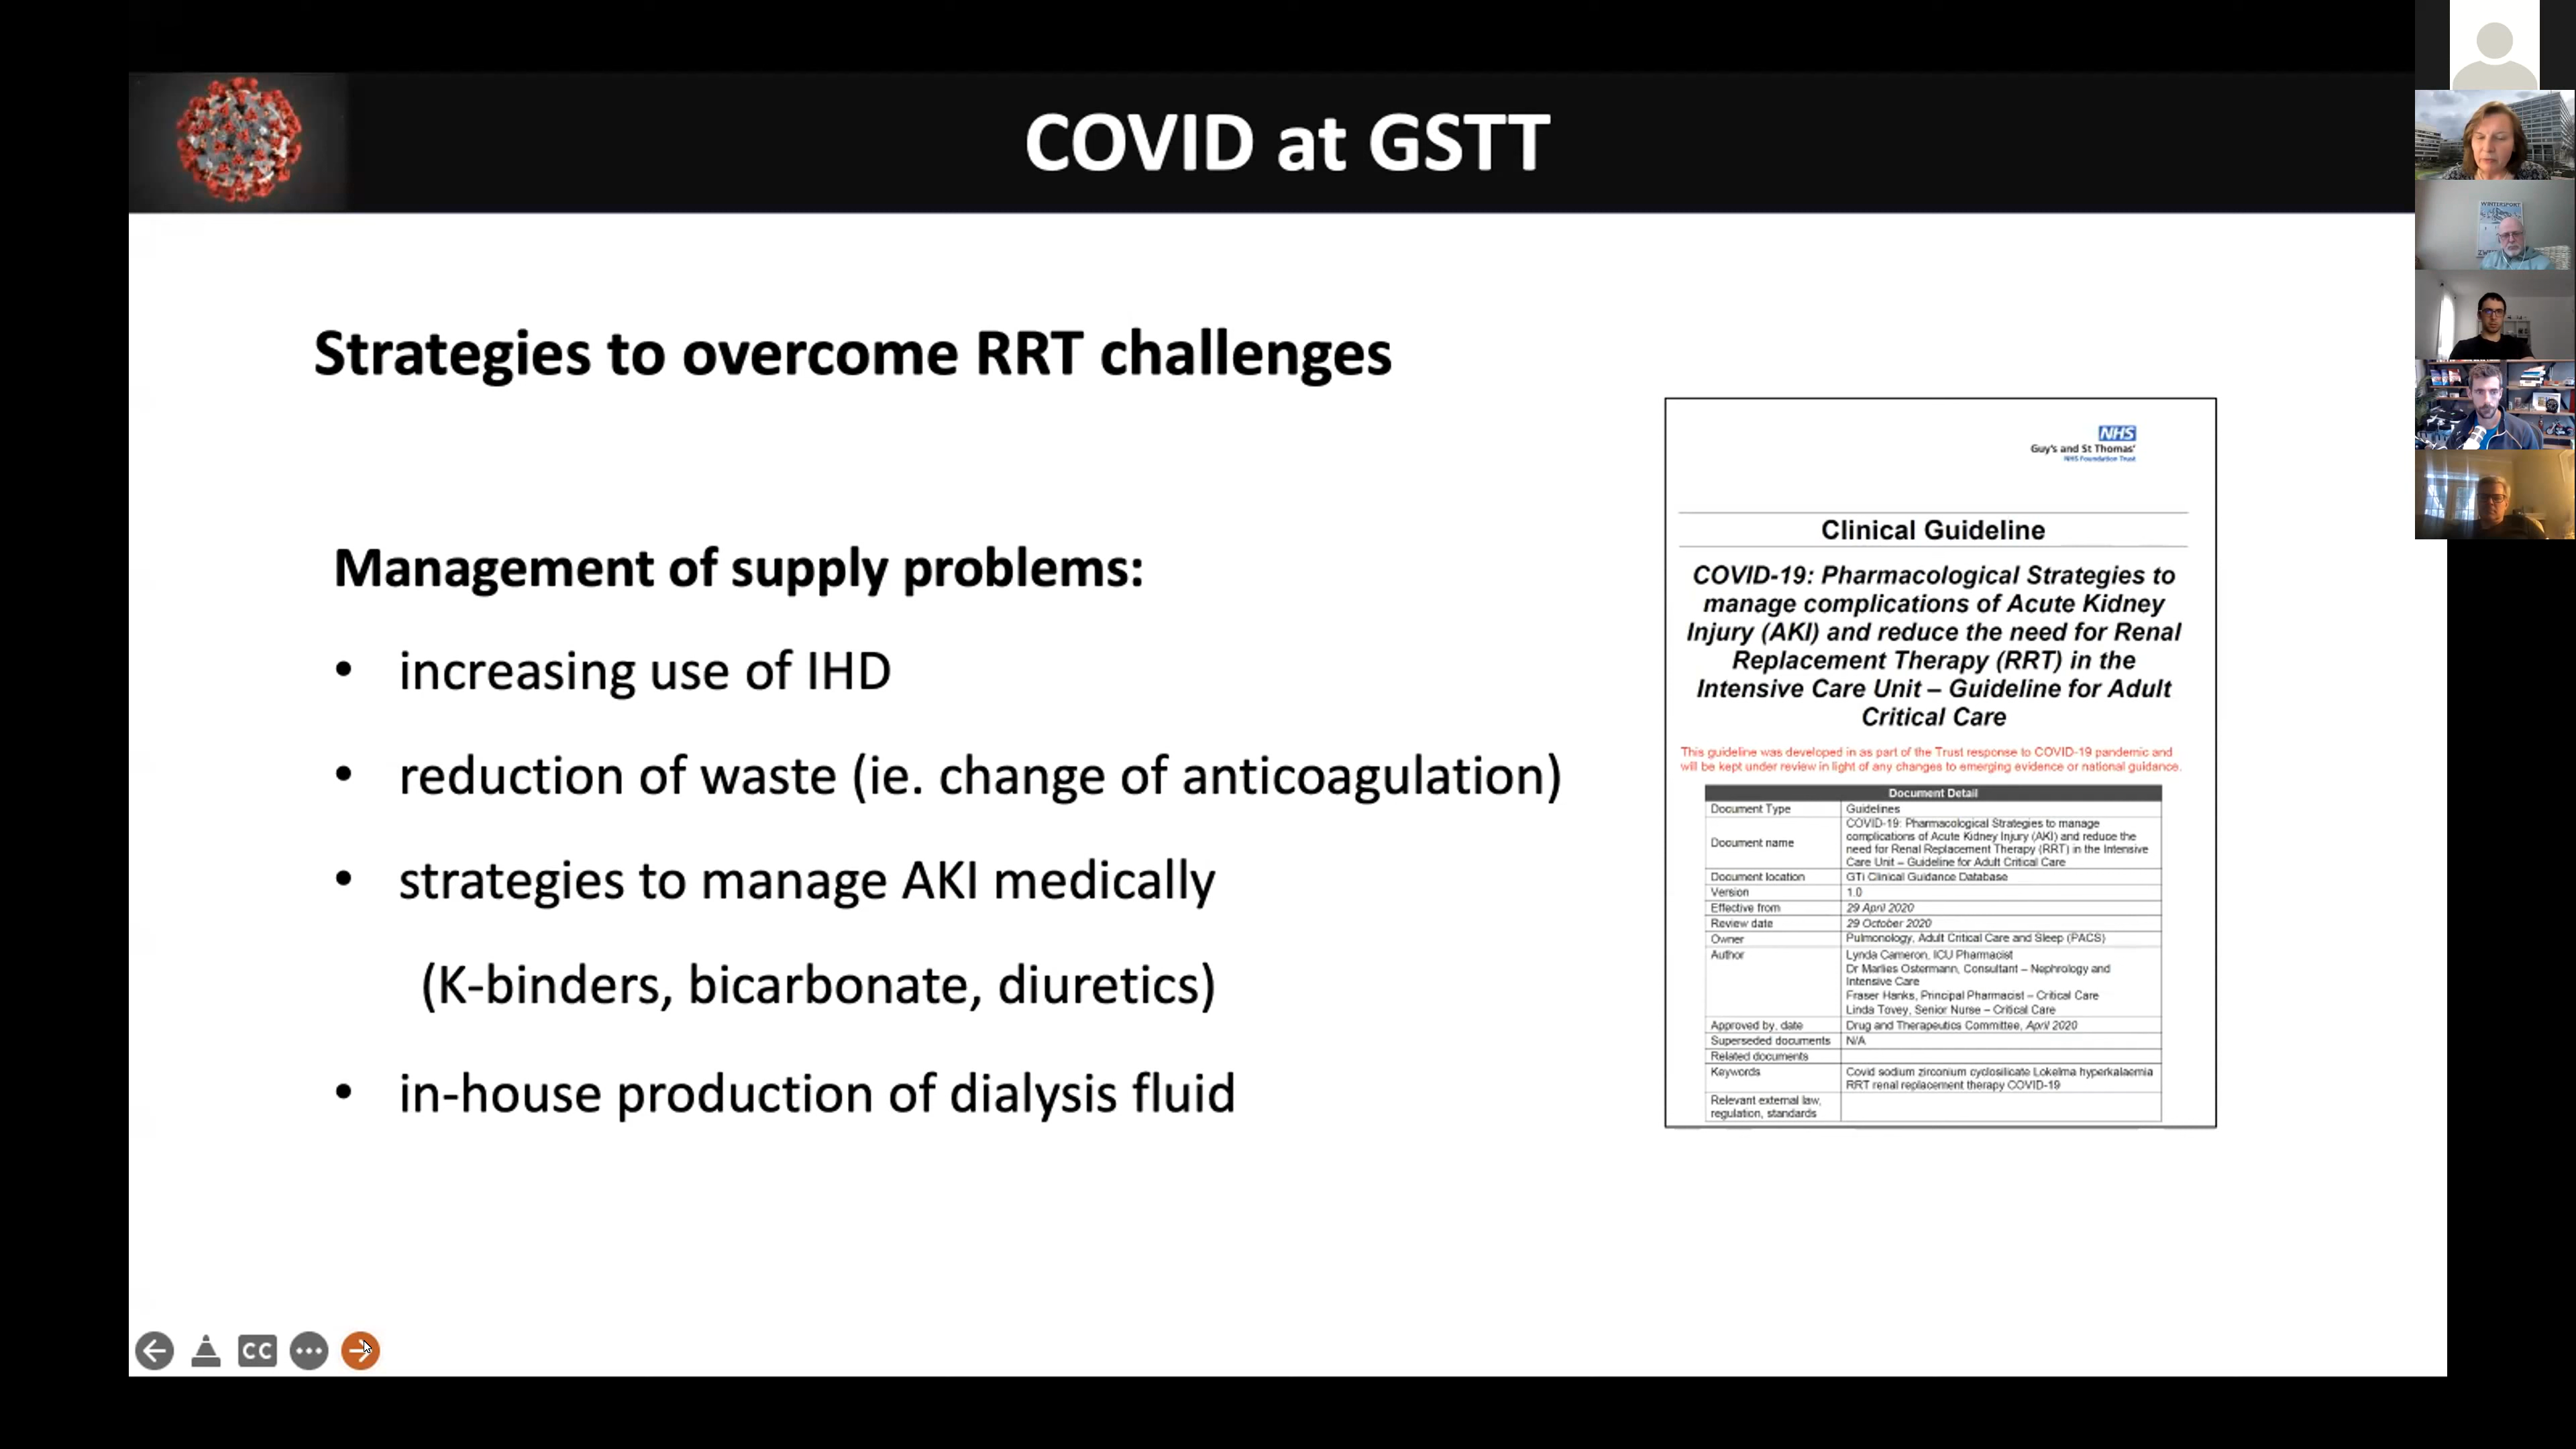 COVID at GSTT
Strategies to overcome RRT challenges
Management of supply problems:
• increasing use of IHD
• reduction of waste (ie. change of anticoagulation)
• strategies to manage AKI medically
(K-binders, bicarbonate, diuretics)
• in-house production of dialysis fluid
NHS
Guy's and St Thomas'
NHS Foundation Trust
Clinical Guideline
COVID-19: Pharmacological Strategies to
manage complications of Acute Kidney
Injury (AKI) and reduce the need for Renal
Replacement Therapy (RRT) in the
Intensive Care Unit – Guideline for Adult
Critical Care
This guideline was developed in as part of the Trust response to COVID-19 pandemic and
will be kept under review in light of any changes to emerging evidence or national guidance.
Document Detail
Document Type Guidelines
Document name COVID-19: Pharmacological Strategies to manage
complications of Acute Kidney Injury (AKI) and reduce the
need for Renal Replacement Therapy (RRT) in the Intensive
Care Unit – Guideline for Adult Critical Care
Document location GTi Clinical Guidance Database
Version 1.0
Effective from 29 April 2020
Review date 29 October 2020
Owner Pulmonology, Adult Critical Care and Sleep (PACS)
Author Lynda Cameron, ICU Pharmacist
Dr Marlies Ostermann, Consultant – Nephrology and
Intensive Care
Fraser Hanks, Principal Pharmacist – Critical Care
Linda Tovey, Senior Nurse – Critical Care
Approved by, date Drug and Therapeutics Committee, April 2020
Superseded documents N/A
Related documents
Keywords Covid sodium zirconium cyclosilicate Lokelma hyperkalaemia
RRT renal replacement therapy COVID-19
Relevant external law,
regulation, standards
CC
WINTERSPORT